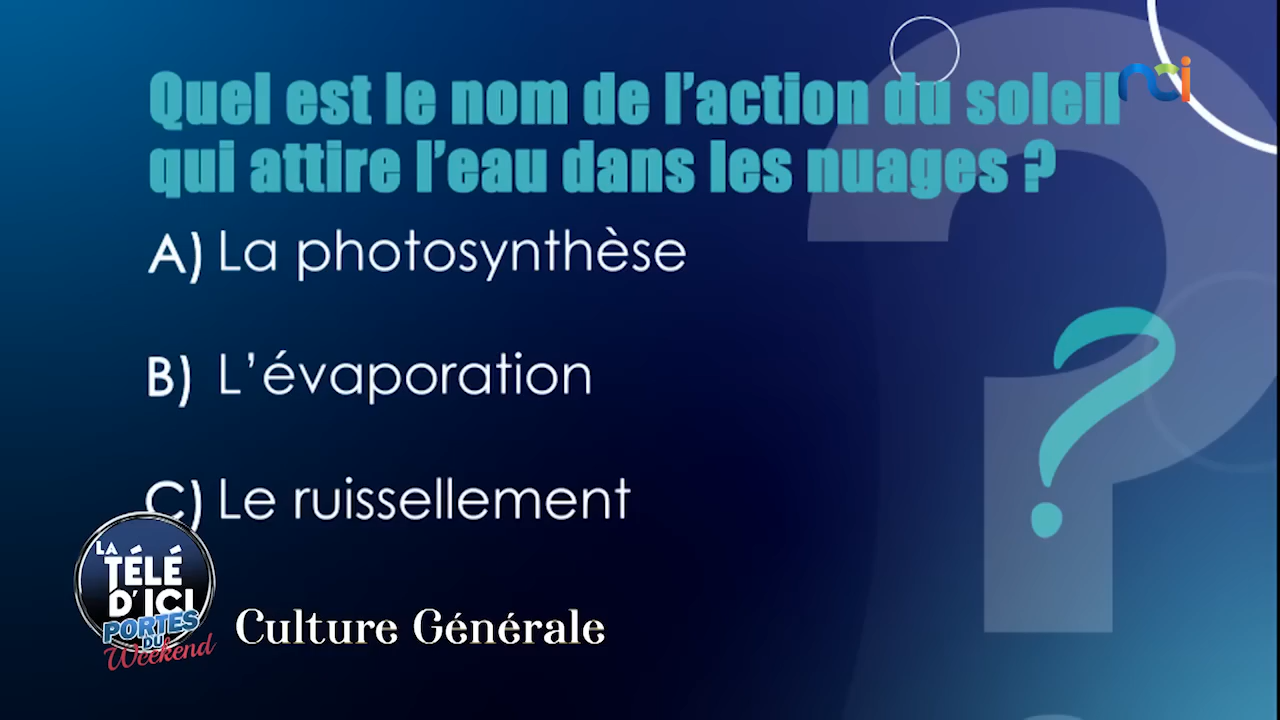 nci
Quel est le nom de l'action du soleil
qui attire l'eau dans les nuages ?
A) La photosynthèse
B) L'évaporation
C) Le ruissellement
LA
TÉLÉ
D'ICI
PORTES
DU
Weekend
Culture Générale